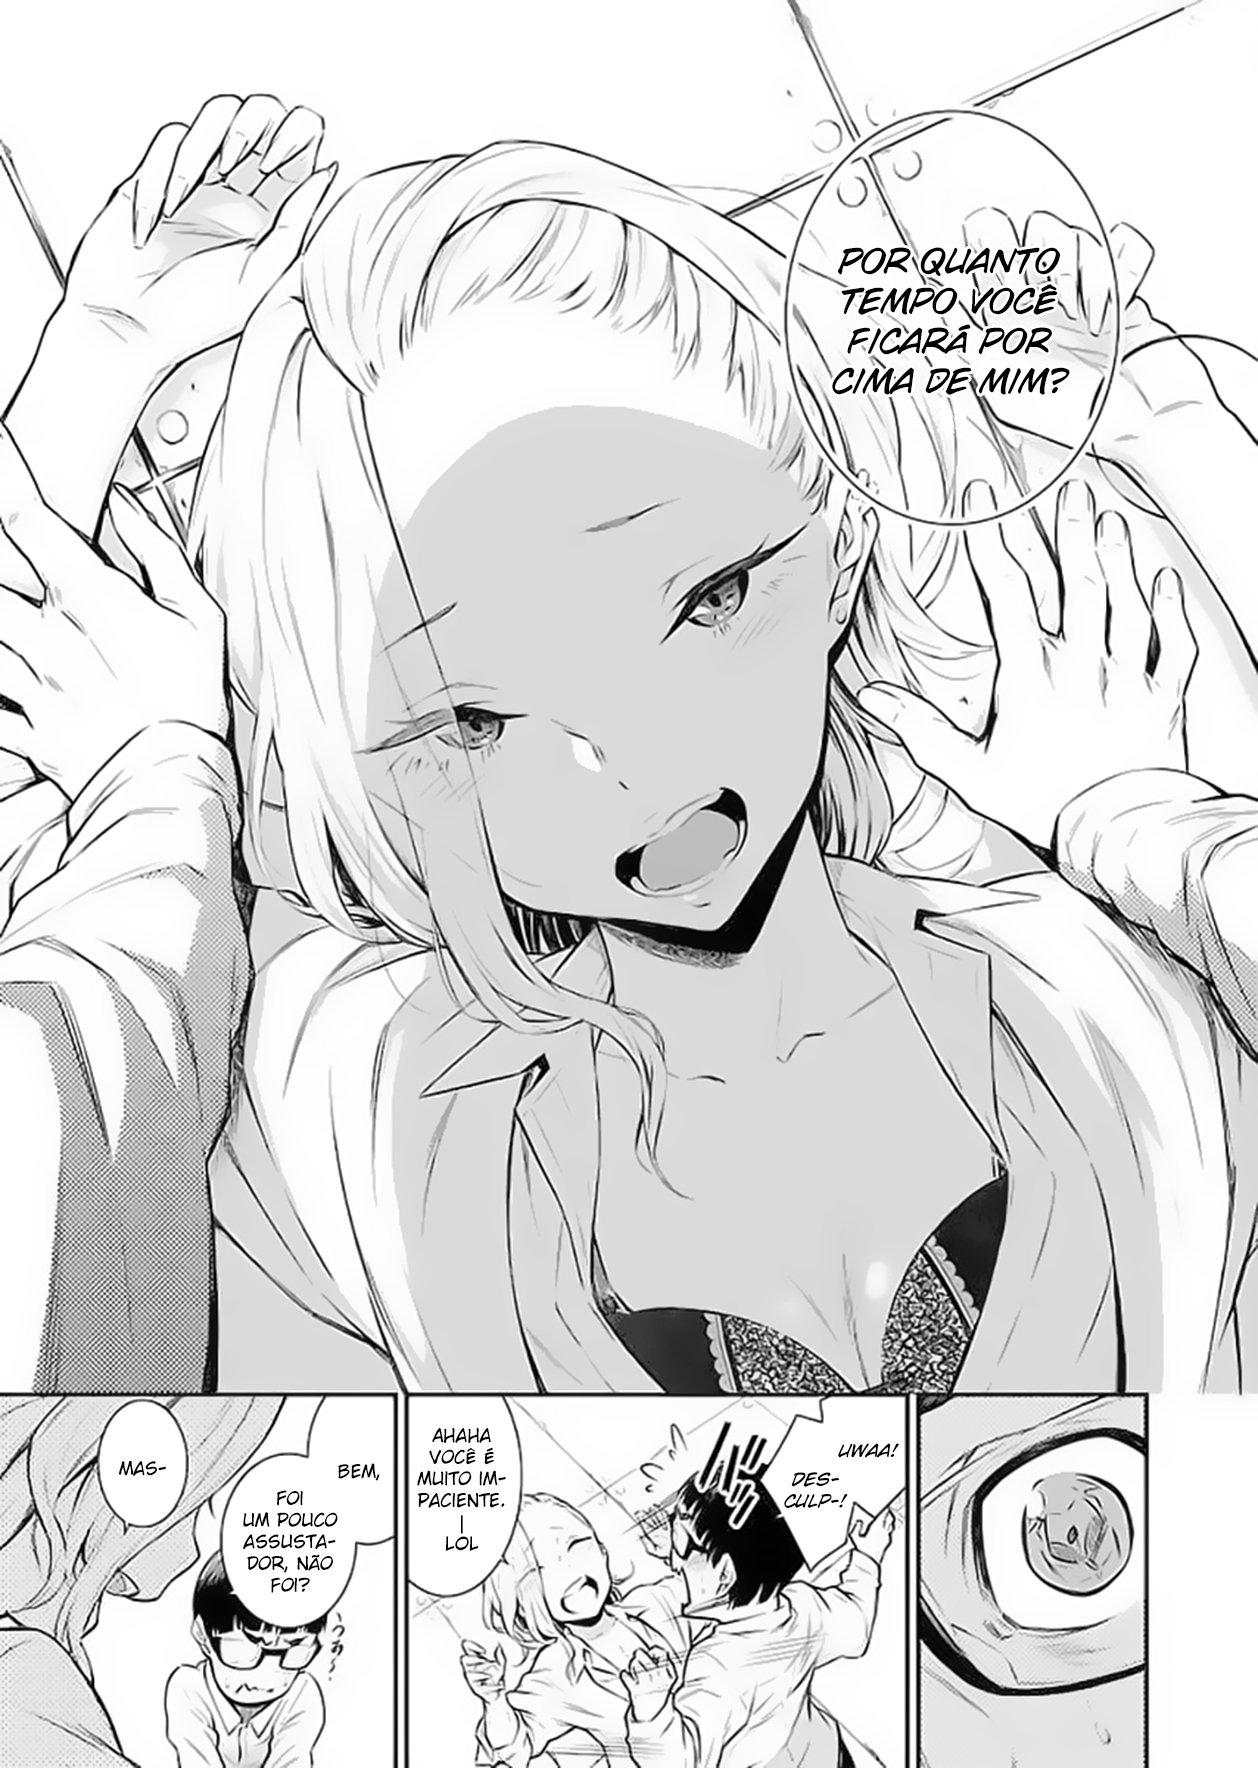 POR QUANTO
TEMPO VOCÊ
FICARÁ POR
CIMA DE MIM?
UWAA!
DES-
CULP-!
AHAHA
VOCÊ É
MUITO IM-
PACIENTE.
—
LOL
BEM,
FOI
UM POUCO
ASSUSTA-
DOR, NÃO
FOI?
MAS-